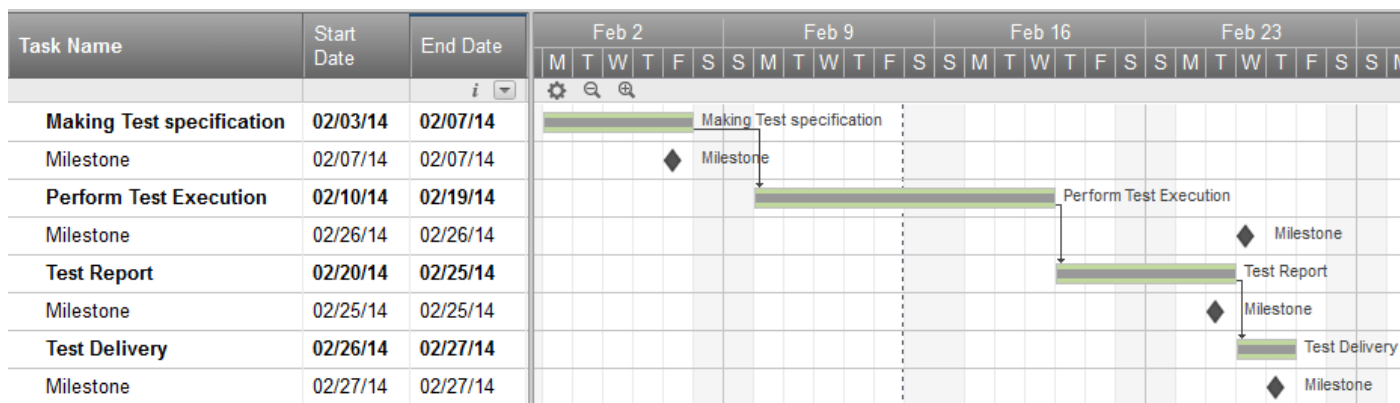 Task Name Start Date End Date Feb 2 Feb 9 Feb 16 Feb 23
M T W T F S S M T W T F S S M T W T F S S M T W T F S S M
i
Making Test specification 02/03/14 02/07/14 Making Test specification
Milestone 02/07/14 02/07/14 Milestone
Perform Test Execution 02/10/14 02/19/14 Perform Test Execution
Milestone 02/26/14 02/26/14 Milestone
Test Report 02/20/14 02/25/14 Test Report
Milestone 02/25/14 02/25/14 Milestone
Test Delivery 02/26/14 02/27/14 Test Delivery
Milestone 02/27/14 02/27/14 Milestone